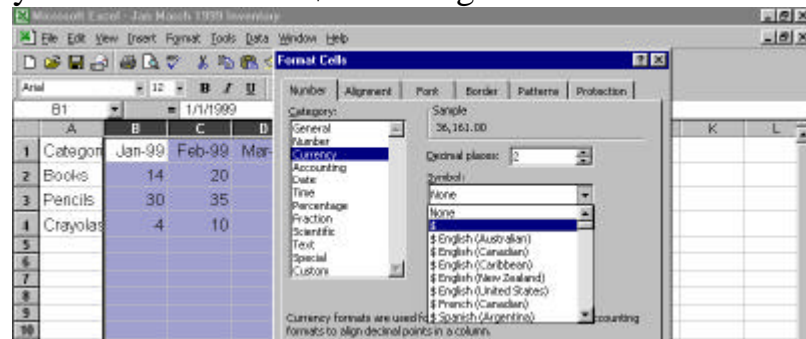 Microsoft Excel - Jan March 1999 Inventory
File Edit View Insert Format Tools Data Window Help
Arial 12 B I U
B1 = 1/1/1999
Format Cells
Number Alignment Font Border Patterns Protection
Category:
General
Number
Currency
Accounting
Date
Time
Percentage
Fraction
Scientific
Text
Special
Custom
Sample
36,161.00
Decimal places: 2
Symbol:
None
None
$
$ English (Australian)
$ English (Canadian)
$ English (Caribbean)
$ English (New Zealand)
$ English (United States)
$ French (Canadian)
$ Spanish (Argentina)
Currency formats are used
counting
formats to align decimal points in a column.
A B C D K L
1 Categori Jan-99 Feb-99 Mar-
2 Books 14 20
3 Pencils 30 35
4 Crayolas 4 10
5
6
7
8
9
10